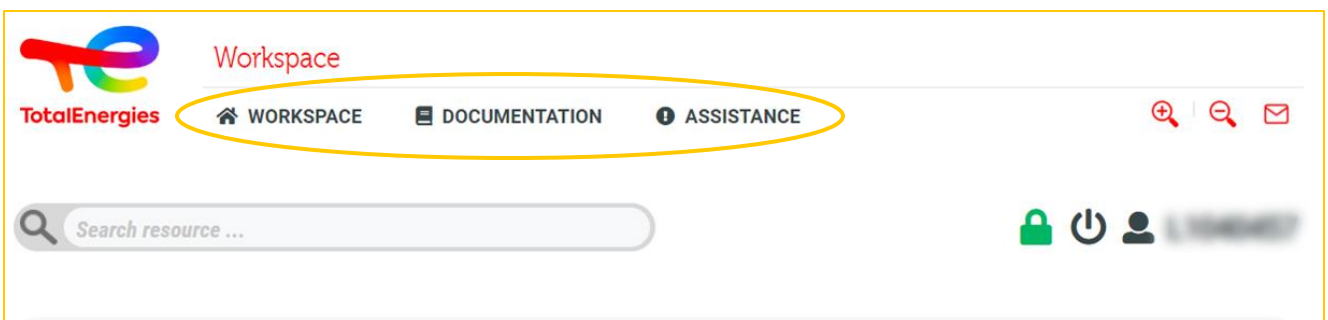 Workspace
TotalEnergies
WORKSPACE DOCUMENTATION ASSISTANCE
Search resource ...